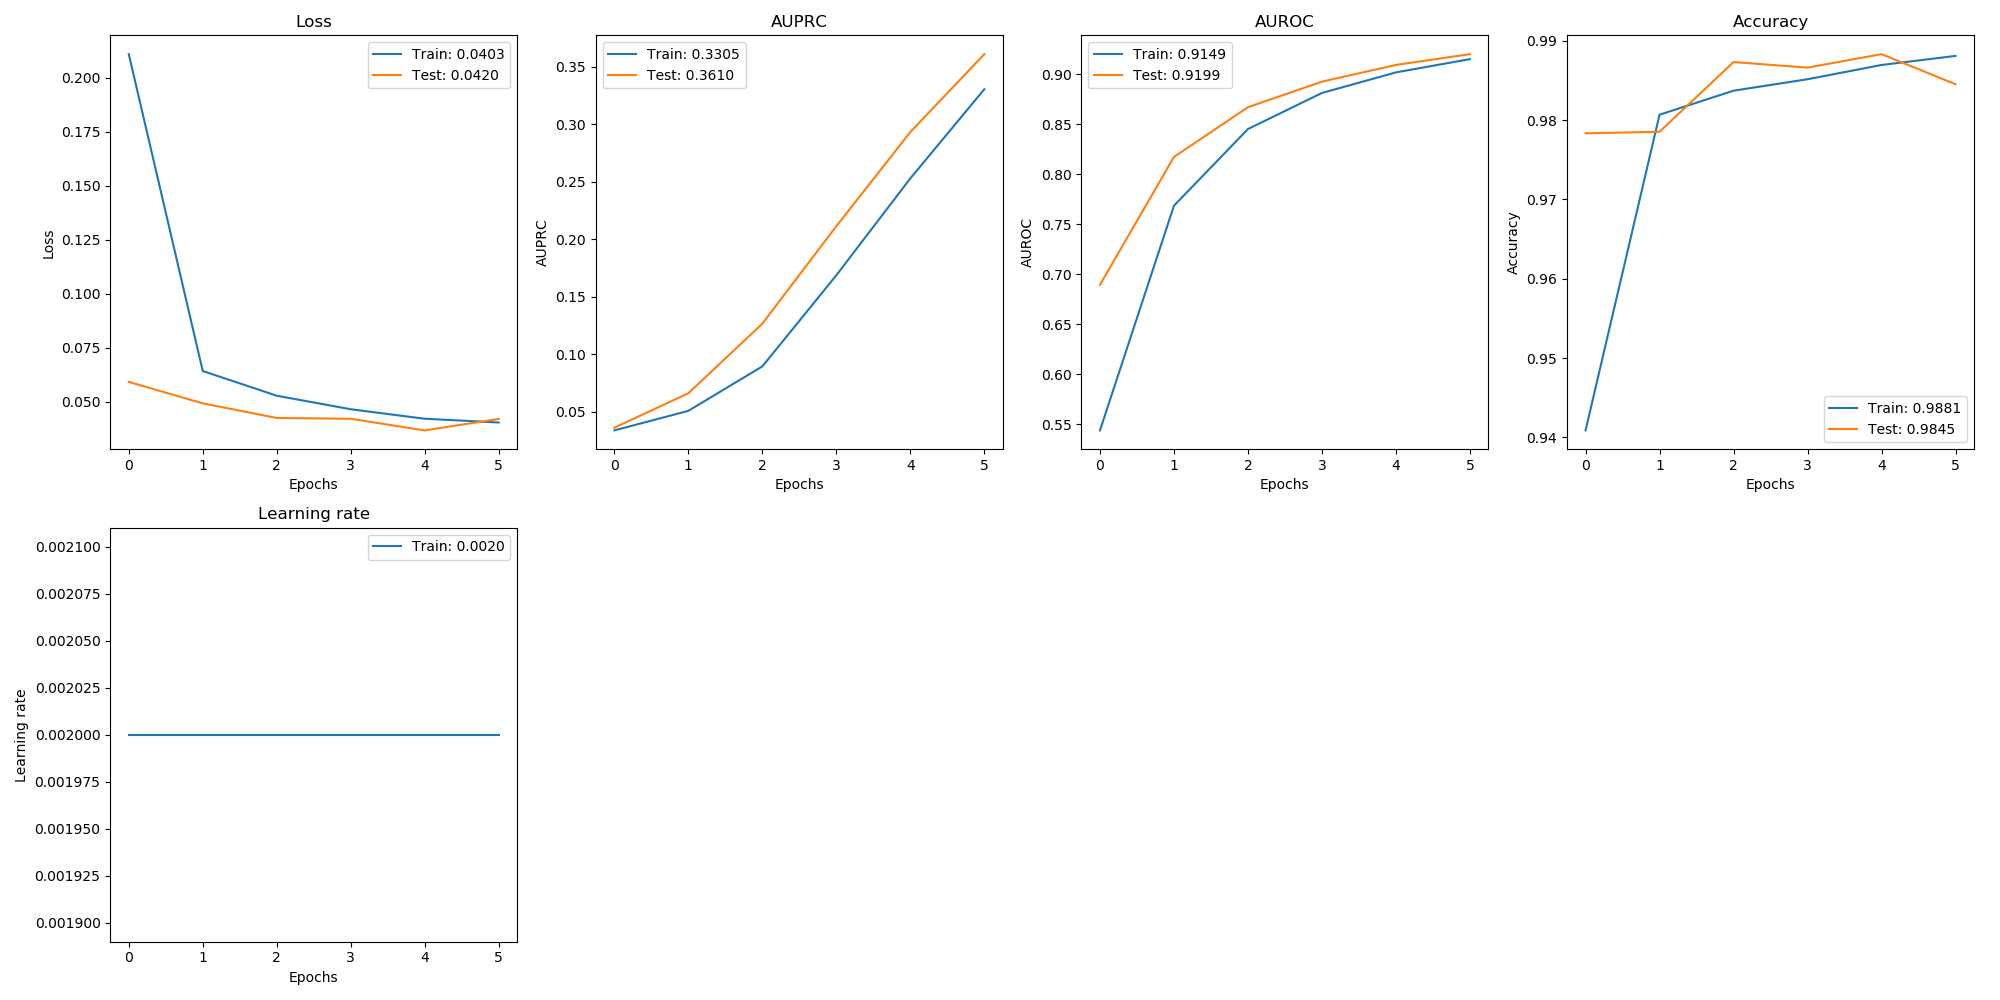 Loss
Train: 0.0403
Test: 0.0420
0.200
0.175
0.150
0.125
0.100
0.075
0.050
Loss
0 1 2 3 4 5
Epochs
AUPRC
Train: 0.3305
Test: 0.3610
0.35
0.30
0.25
0.20
0.15
0.10
0.05
AUPRC
0 1 2 3 4 5
Epochs
AUROC
Train: 0.9149
Test: 0.9199
0.90
0.85
0.80
0.75
0.70
0.65
0.60
0.55
AUROC
0 1 2 3 4 5
Epochs
Accuracy
0.99
0.98
0.97
0.96
0.95
0.94
Accuracy
Train: 0.9881
Test: 0.9845
0 1 2 3 4 5
Epochs
Learning rate
Train: 0.0020
0.002100
0.002075
0.002050
0.002025
0.002000
0.001975
0.001950
0.001925
0.001900
Learning rate
0 1 2 3 4 5
Epochs